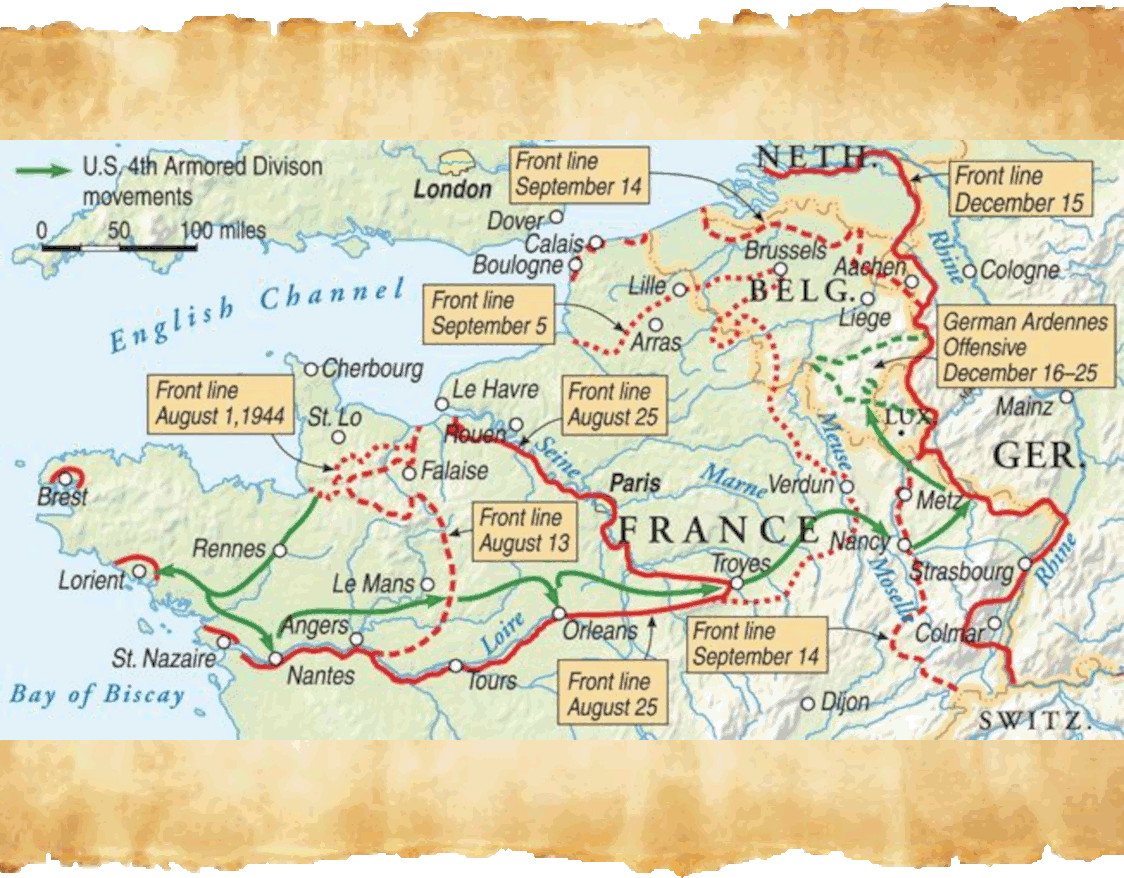 U.S. 4th Armored Divison
movements
0 50 100 miles
London
Front line
September 14
NETH.
Front line
December 15
Dover
Calais
Boulogne
Brussels
Aachen
Rhine
Cologne
Lille
BELG.
Liege
English Channel
Front line
September 5
Arras
German Ardennes
Offensive
December 16–25
Cherbourg
Le Havre
Front line
August 1,1944
St. Lo
Front line
August 25
Rouen
Seine
Mainz
LUX.
Meuse
GER.
Falaise
Brest
Paris
Marne
Verdun
Metz
Front line
August 13
FRANCE
Nancy
Rennes
Lorient
Le Mans
Troyes
Strasbourg
Rhine
Moselle
Angers
Loire
Orleans
Front line
September 14
Colmar
St. Nazaire
Nantes
Tours
Front line
August 25
Bay of Biscay
Dijon
SWITZ.